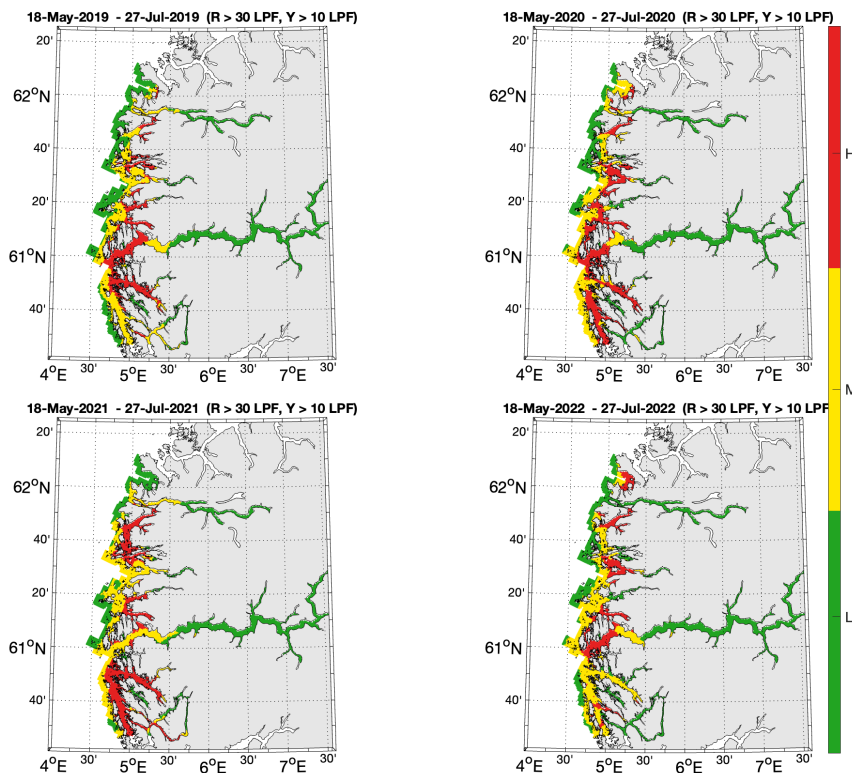 18-May-2019 - 27-Jul-2019 (R > 30 LPF, Y > 10 LPF)
20'
62°N
40'
20'
61°N
40'
4°E 30' 5°E 30' 6°E 30' 7°E 30'
18-May-2020 - 27-Jul-2020 (R > 30 LPF, Y > 10 LPF)
20'
62°N
40'
20'
61°N
40'
4°E 30' 5°E 30' 6°E 30' 7°E 30'
18-May-2021 - 27-Jul-2021 (R > 30 LPF, Y > 10 LPF)
20'
62°N
40'
20'
61°N
40'
4°E 30' 5°E 30' 6°E 30' 7°E 30'
18-May-2022 - 27-Jul-2022 (R > 30 LPF, Y > 10 LPF)
20'
62°N
40'
20'
61°N
40'
4°E 30' 5°E 30' 6°E 30' 7°E 30'
H
M
L